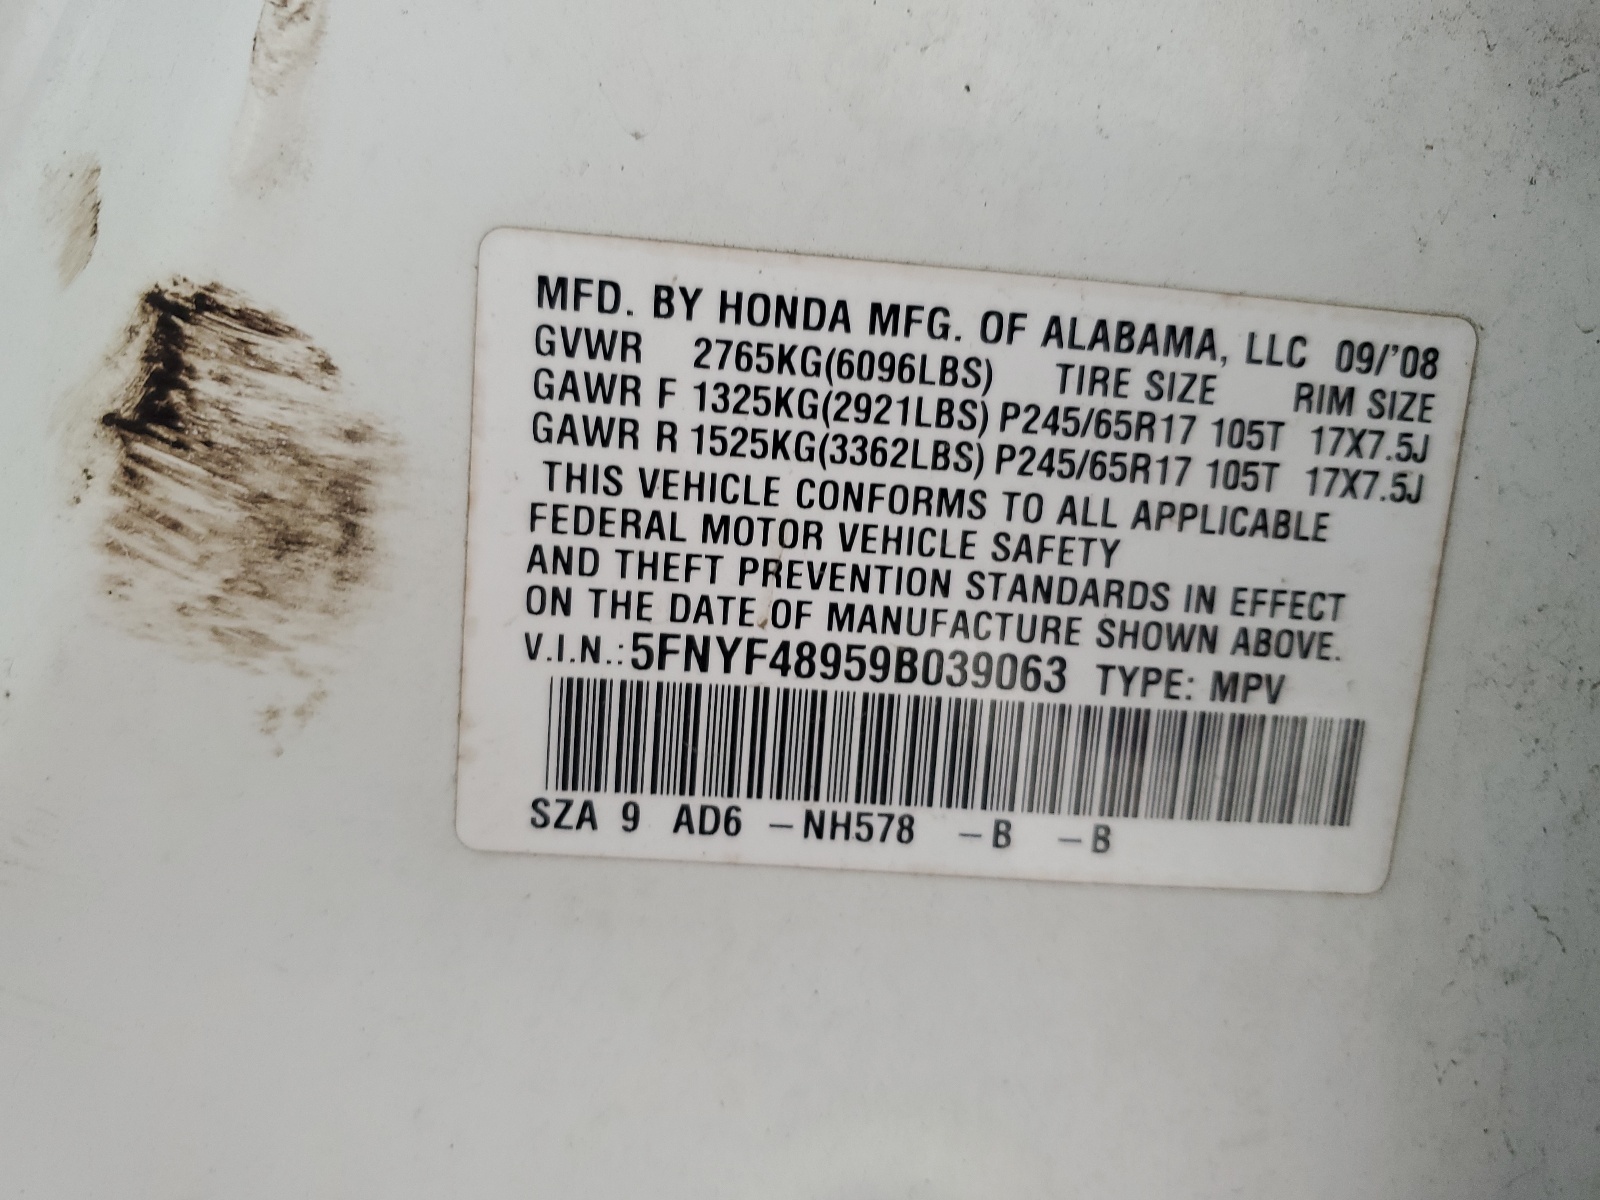 MFD. BY HONDA MFG. OF ALABAMA, LLC 09/'08
GVWR 2765KG(6096LBS) TIRE SIZE RIM SIZE
GAWR F 1325KG(2921LBS) P245/65R17 105T 17X7.5J
GAWR R 1525KG(3362LBS) P245/65R17 105T 17X7.5J
THIS VEHICLE CONFORMS TO ALL APPLICABLE
FEDERAL MOTOR VEHICLE SAFETY
AND THEFT PREVENTION STANDARDS IN EFFECT
ON THE DATE OF MANUFACTURE SHOWN ABOVE.
V.I.N.: 5FNYF48959B039063 TYPE: MPV
SZA 9 AD6 – NH578 – B – B